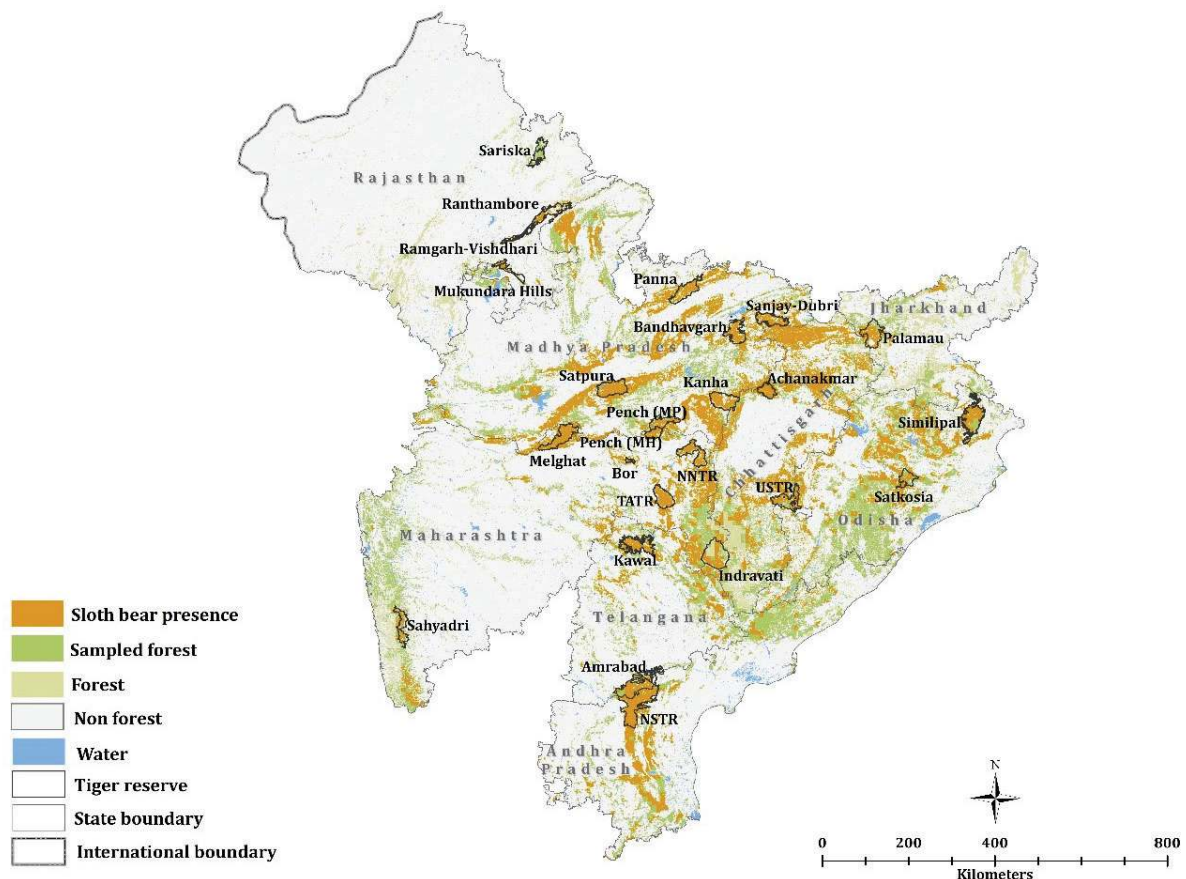 Sariska
Rajasthan
Ranthambore
Ramgarh-Vishdhari
Mukundara Hills
Panna
Sanjay-Dubri
Jharkhand
Bandhavgarh
Palamau
Madhya Pradesh
Satpura
Kanha
Achanakmar
Pench (MP)
Similipal
Pench (MH)
Melghat
Chhattisgarh
Bor
NNTR
USTR
Satkosia
TATR
Odisha
Maharashtra
Kawal
Indravati
Telangana
Sahyadri
Amrabad
NSTR
Andhra
Pradesh
Sloth bear presence
Sampled forest
Forest
Non forest
Water
Tiger reserve
State boundary
International boundary
N
0 200 400 800
Kilometers